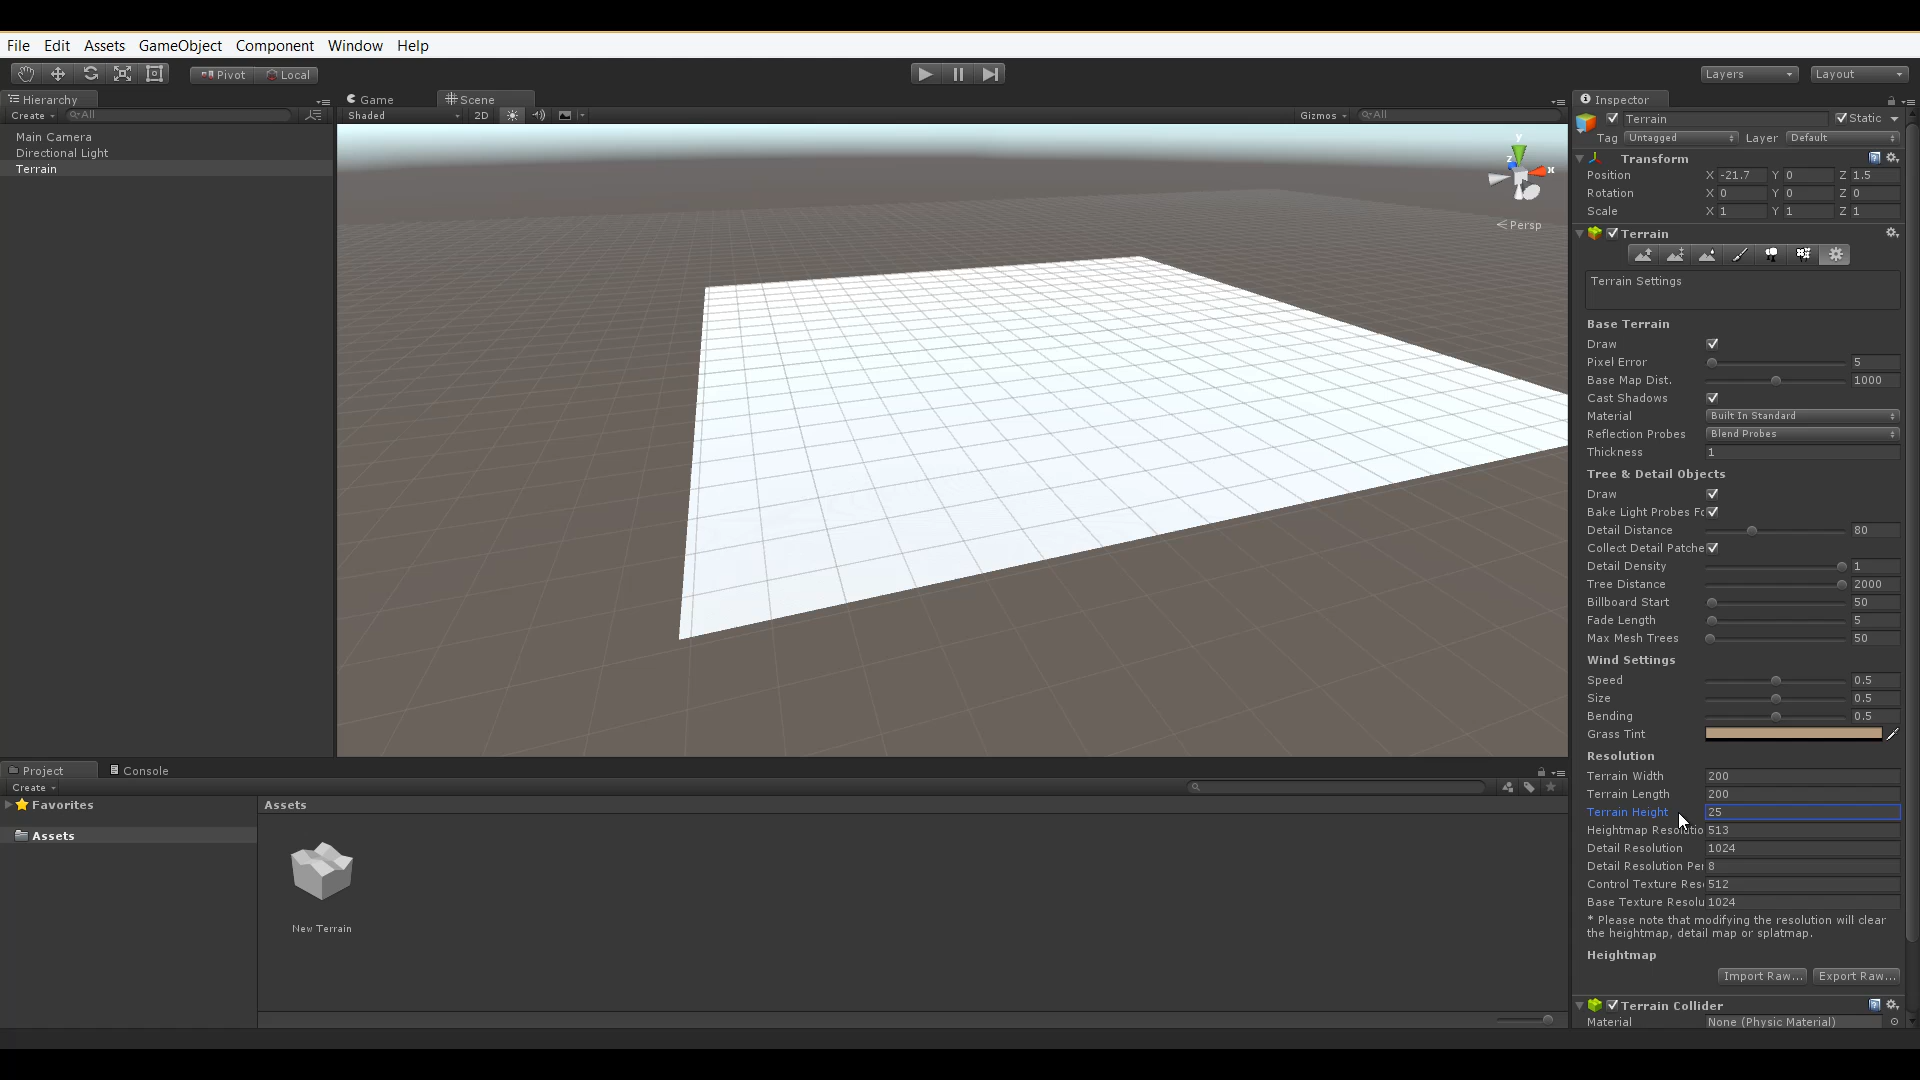 File Edit Assets GameObject Component Window Help
Pivot Local
Layers Layout
Hierarchy
Create All
Main Camera
Directional Light
Terrain
Game Scene
Shaded 2D Gizmos All
y
z x
Persp
Inspector
Terrain Static
Tag Untagged Layer Default
Transform
Position X -21.7 Y 0 Z 1.5
Rotation X 0 Y 0 Z 0
Scale X 1 Y 1 Z 1
Terrain
Terrain Settings
Base Terrain
Draw
Pixel Error 5
Base Map Dist. 1000
Cast Shadows
Material Built In Standard
Reflection Probes Blend Probes
Thickness 1
Tree & Detail Objects
Draw
Bake Light Probes Fo
Detail Distance 80
Collect Detail Patche
Detail Density 1
Tree Distance 2000
Billboard Start 50
Fade Length 5
Max Mesh Trees 50
Wind Settings
Speed 0.5
Size 0.5
Bending 0.5
Grass Tint
Resolution
Terrain Width 200
Terrain Length 200
Terrain Height 25
Heightmap Resolutio 513
Detail Resolution 1024
Detail Resolution Per 8
Control Texture Res 512
Base Texture Resolu 1024
* Please note that modifying the resolution will clear
the heightmap, detail map or splatmap.
Heightmap
Import Raw... Export Raw...
Terrain Collider
Material None (Physic Material)
Project Console
Create
Favorites
Assets
Assets
New Terrain